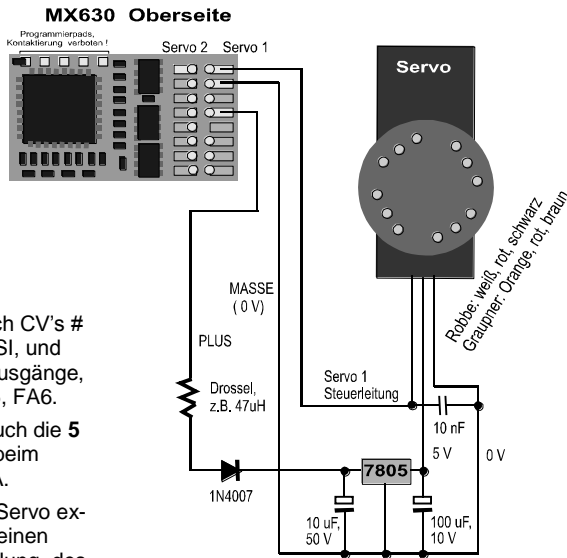 MX630 Oberseite
Programmierpads,
Kontaktierung verboten !
Servo 2 Servo 1
Servo
Robbe: weiß, rot, schwarz
Graupner: Orange, rot, braun
MASSE
( 0 V)
PLUS
ch CV's #
SI, und
usgänge,
, FA6.
uch die 5
beim
A.
Servo ex-
einen
Drossel,
z.B. 47uH
Servo 1
Steuerleitung
10 nF
5 V
0 V
7805
1N4007
10 uF,
50 V
100 uF,
10 V